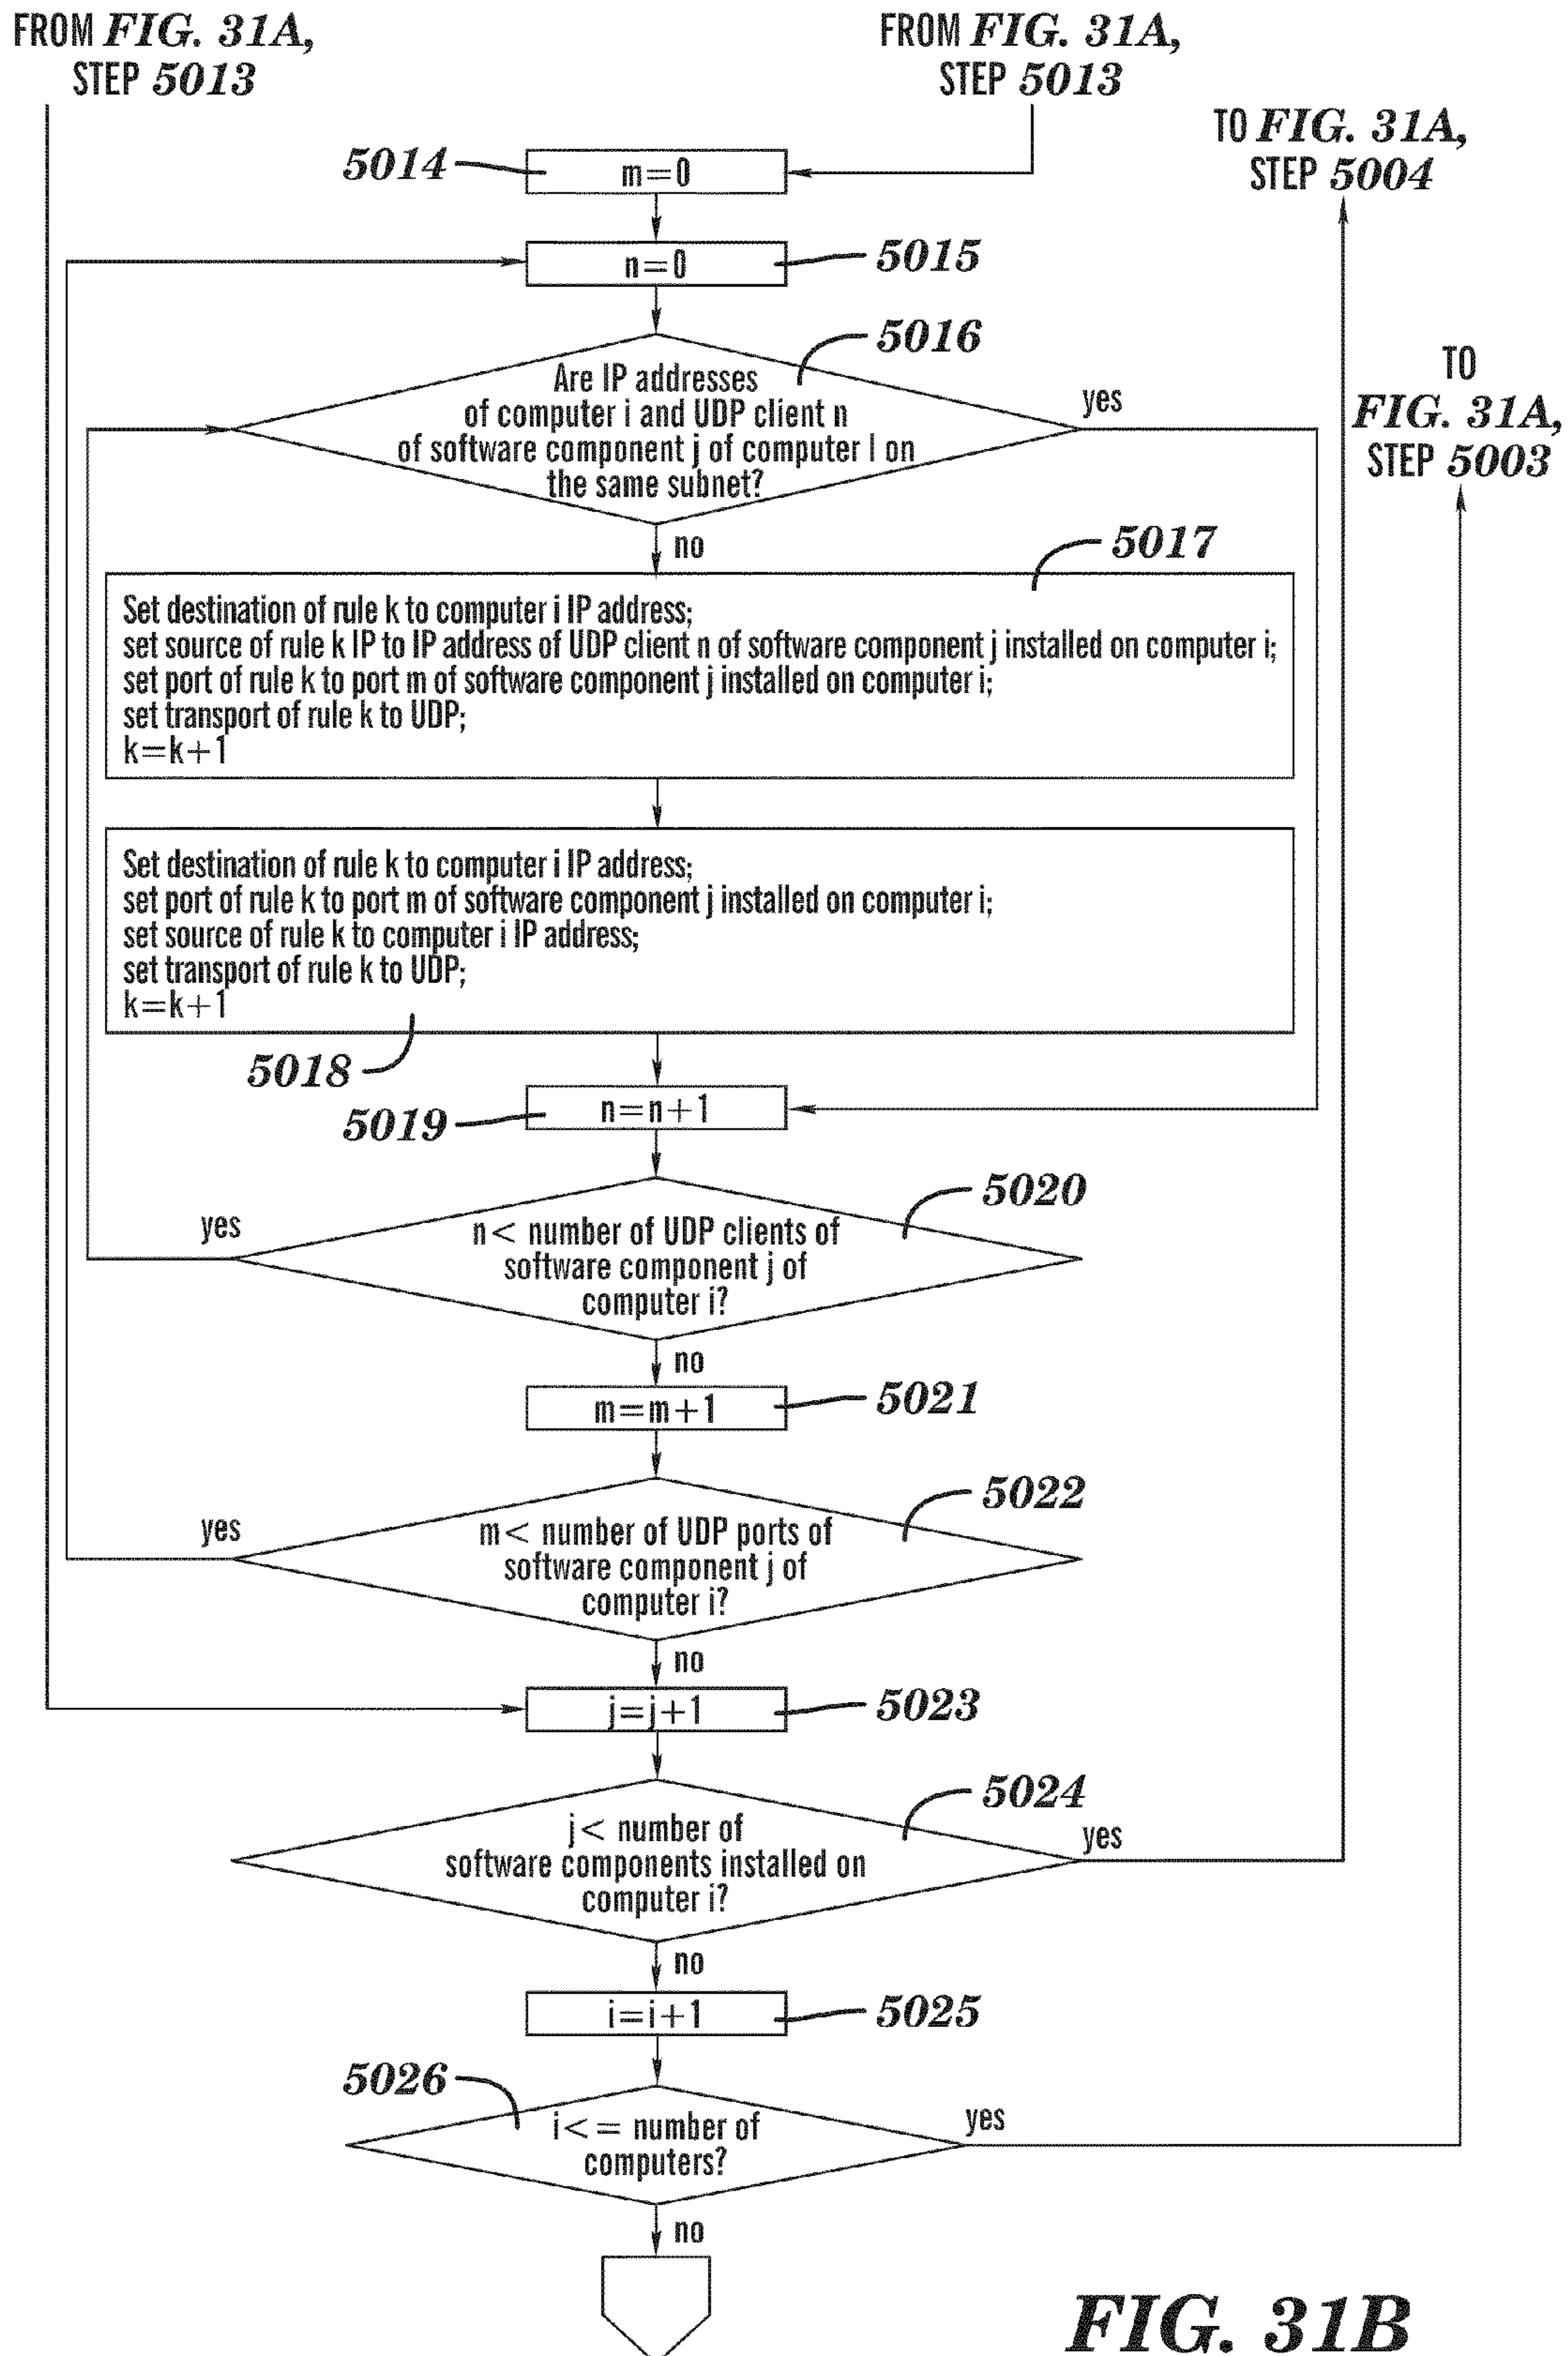 FROM FIG. 31A,
STEP 5013
FROM FIG. 31A,
STEP 5013
TO FIG. 31A,
STEP 5004
5014
m=0
n=0
5015
5016
Are IP addresses
of computer i and UDP client n
of software component j of computer I on
the same subnet?
yes
TO
FIG. 31A,
STEP 5003
no
5017
Set destination of rule k to computer i IP address;
set source of rule k IP to IP address of UDP client n of software component j installed on computer i;
set port of rule k to port m of software component j installed on computer i;
set transport of rule k to UDP;
k=k+1
Set destination of rule k to computer i IP address;
set port of rule k to port m of software component j installed on computer i;
set source of rule k to computer i IP address;
set transport of rule k to UDP;
k=k+1
5018
n=n+1
5019
5020
yes
n< number of UDP clients of
software component j of
computer i?
no
m=m+1
5021
5022
yes
m< number of UDP ports of
software component j of
computer i?
no
j=j+1
5023
5024
j< number of
software components installed on
computer i?
yes
no
i=i+1
5025
5026
i<= number of
computers?
yes
no
FIG. 31B